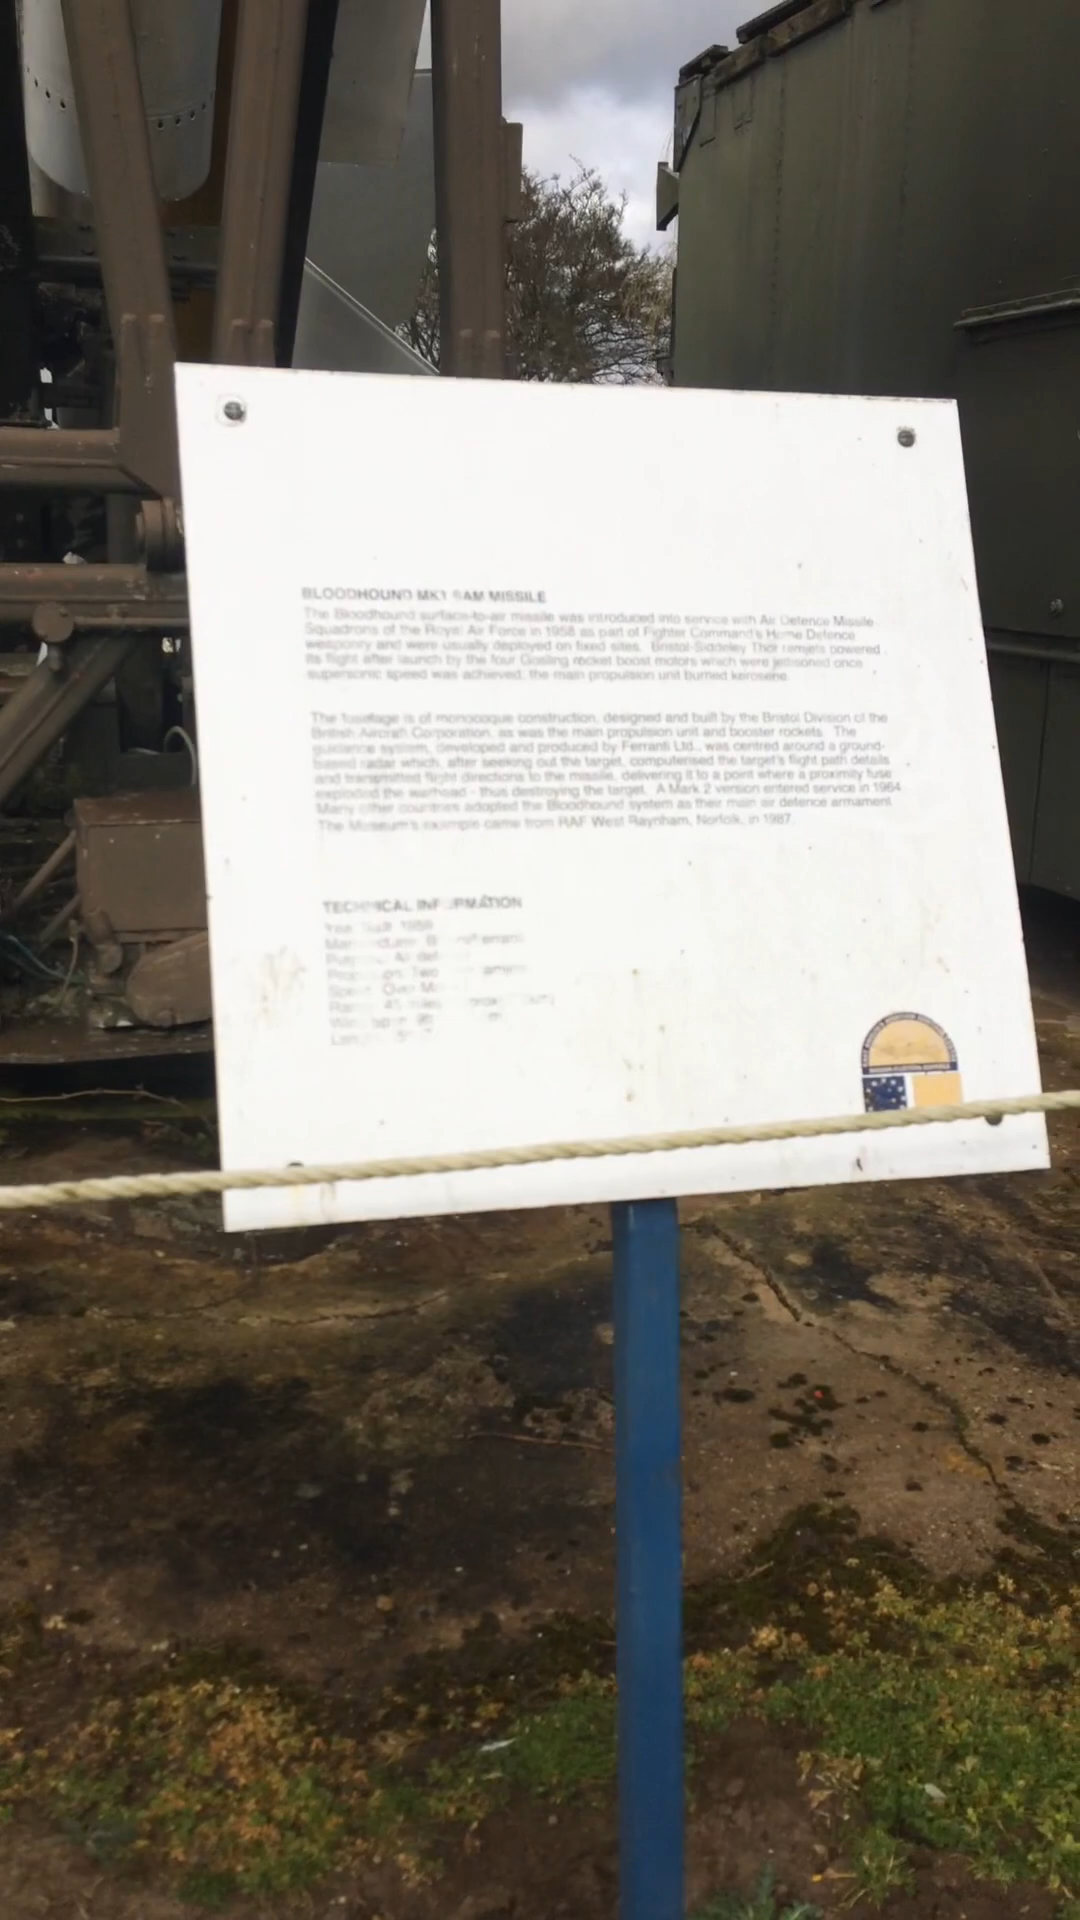 BLOODHOUND MK1 SAM MISSILE
The Bloodhound surface-to-air missile was introduced into service with Air Defence Missile
Squadrons of the Royal Air Force in 1958 as part of Fighter Command's Home Defence
weaponry and were usually deployed on fixed sites. Bristol-Siddeley Thor ramjets powered
its flight after launch by the four Gosling rocket boost motors which were jettisoned once
supersonic speed was achieved; the main propulsion unit burned kerosene.
The fuselage is of monocoque construction, designed and built by the Bristol Division of the
British Aircraft Corporation, as was the main propulsion unit and booster rockets. The
guidance system, developed and produced by Ferranti Ltd., was centred around a ground-
based radar which, after seeking out the target, computerised the target's flight path details
and transmitted flight directions to the missile, delivering it to a point where a proximity fuse
exploded the warhead - thus destroying the target. A Mark 2 version entered service in 1964.
Many other countries adopted the Bloodhound system as their main air defence armament.
The Museum's example came from RAF West Raynham, Norfolk, in 1987.
TECHNICAL INFORMATION
1959
Two
Over
45 miles